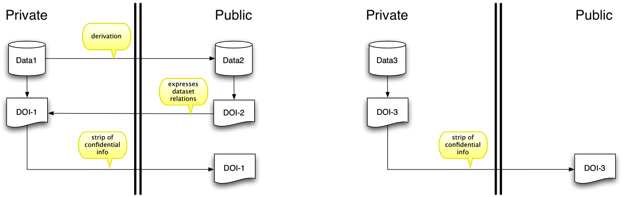 Private
Public
derivation
Data1
Data2
expresses
dataset
relations
DOI-1
DOI-2
strip of
confidential
info
DOI-1
Private
Public
Data3
DOI-3
strip of
confidential
info
DOI-3